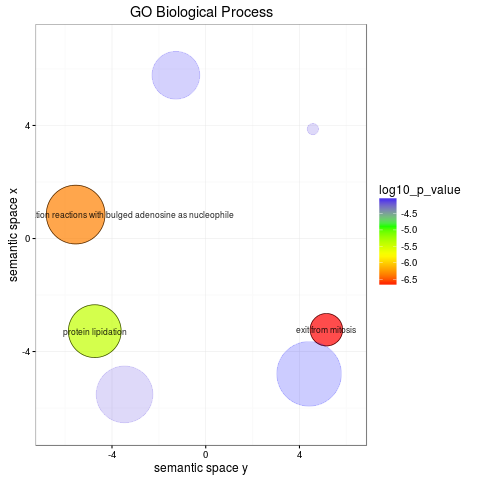 GO Biological Process
semantic space x
4
0
-4
tion reactions with bulged adenosine as nucleophile
protein lipidation
exit from mitosis
-4
0
4
semantic space y
log10_p_value
-4.5
-5.0
-5.5
-6.0
-6.5